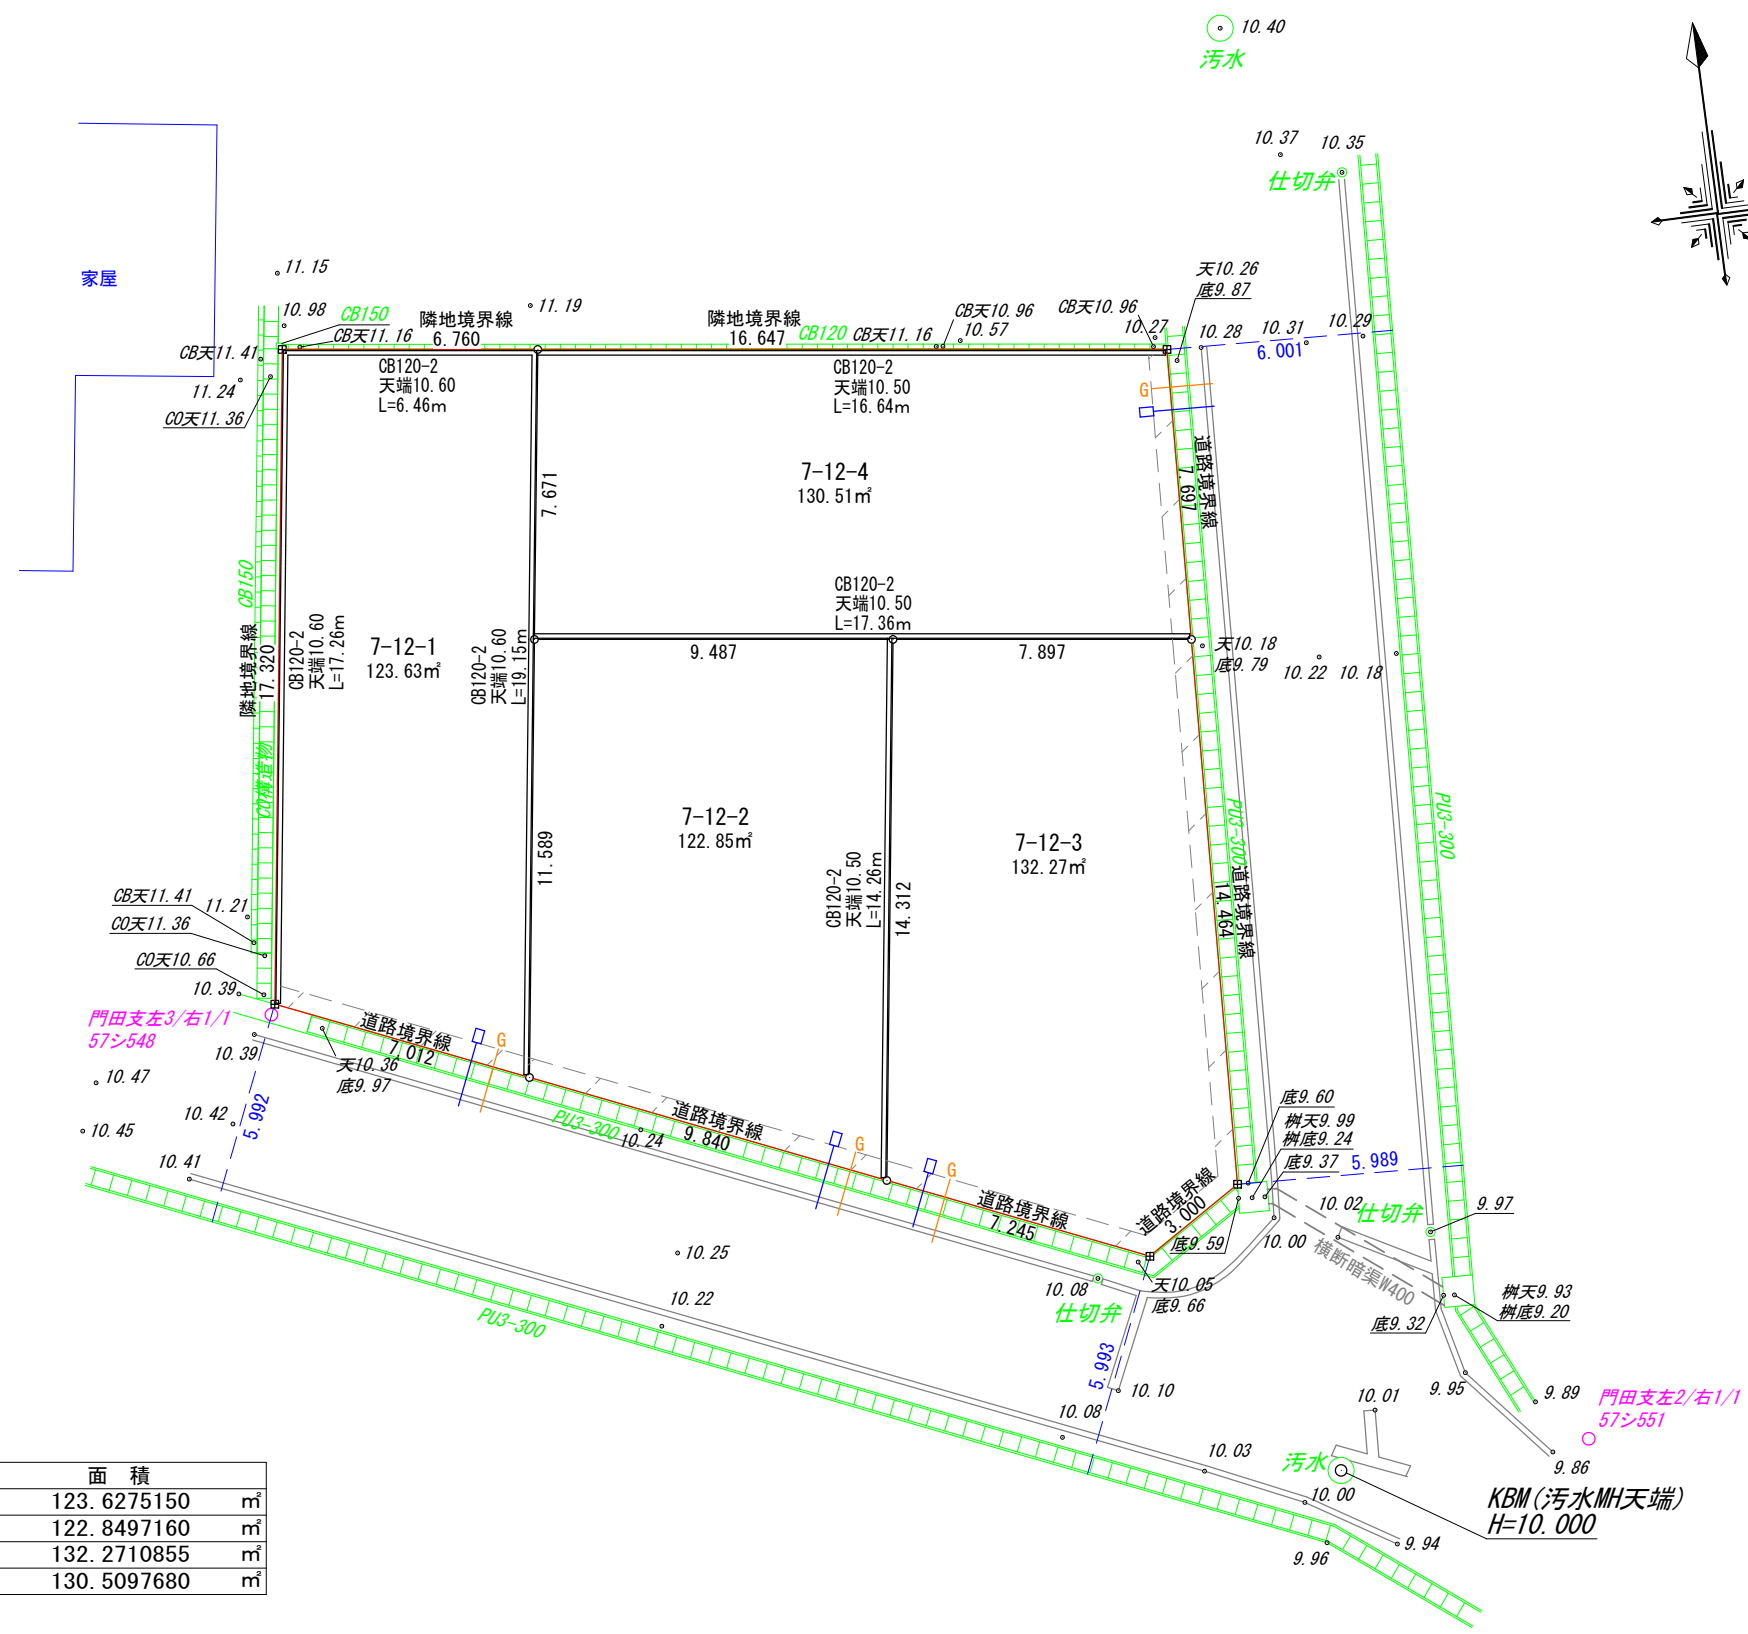 10.40
汚水
10.37
10.35
仕切弁
家屋
11.15
11.19
10.98
CB150
隣地境界線
6.760
CB天11.16
隣地境界線
16.647
CB120
CB天11.16
CB天10.96
10.57
CB天10.96
10.27
天10.26
底9.87
10.28
10.31
10.29
6.001
CB天11.41
11.24
CO天11.36
CB120-2
天端10.60
L=6.46m
CB120-2
天端10.50
L=16.64m
G
道路境界線
7.697
7-12-4
130.51㎡
7.671
CB150
隣地境界線
17.320
CB120-2
天端10.60
L=17.26m
7-12-1
123.63㎡
CB120-2
天端10.60
L=19.15m
CB120-2
天端10.50
L=17.36m
9.487
7.897
天10.18
底9.79
10.22
10.18
CO構造物
7-12-2
122.85㎡
11.589
CB120-2
天端10.50
L=14.26m
14.312
7-12-3
132.27㎡
PU3-300
道路境界線
14.464
PU3-300
CB天11.41
11.21
CO天11.36
CO天10.66
10.39
門田支左3/右1/1
57シ548
10.39
道路境界線
7.012
天10.36
底9.97
G
10.47
10.42
5.992
10.45
10.41
PU3-300
10.24
道路境界線
9.840
G
G
道路境界線
7.245
道路境界線
3.000
底9.60
桝天9.99
桝底9.24
底9.37
5.989
10.02
仕切弁
9.97
底9.59
10.00
横断暗渠W400
10.25
10.22
PU3-300
10.08
仕切弁
天10.05
底9.66
桝天9.93
桝底9.20
底9.32
5.993
10.10
10.08
9.95
9.89
門田支左2/右1/1
57シ551
10.01
10.03
汚水
9.86
10.00
KBM(汚水MH天端)
H=10.000
9.94
9.96
面 積
123.6275150 ㎡
122.8497160 ㎡
132.2710855 ㎡
130.5097680 ㎡